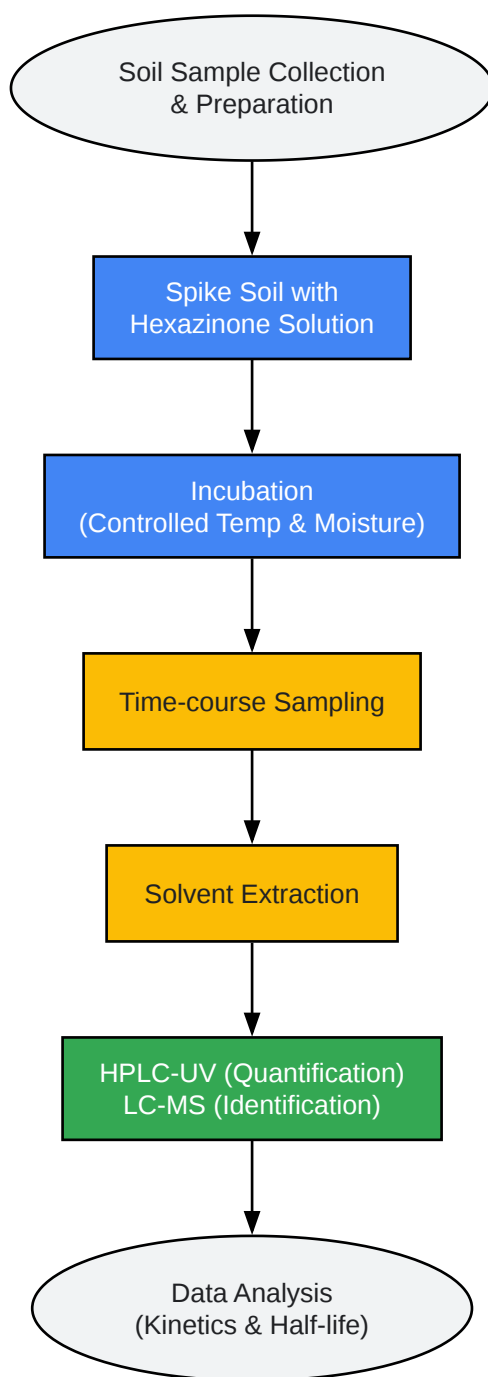 Soil Sample Collection
& Preparation
Spike Soil with
Hexazinone Solution
Incubation
(Controlled Temp & Moisture)
Time-course Sampling
Solvent Extraction
HPLC-UV (Quantification)
LC-MS (Identification)
Data Analysis
(Kinetics & Half-life)